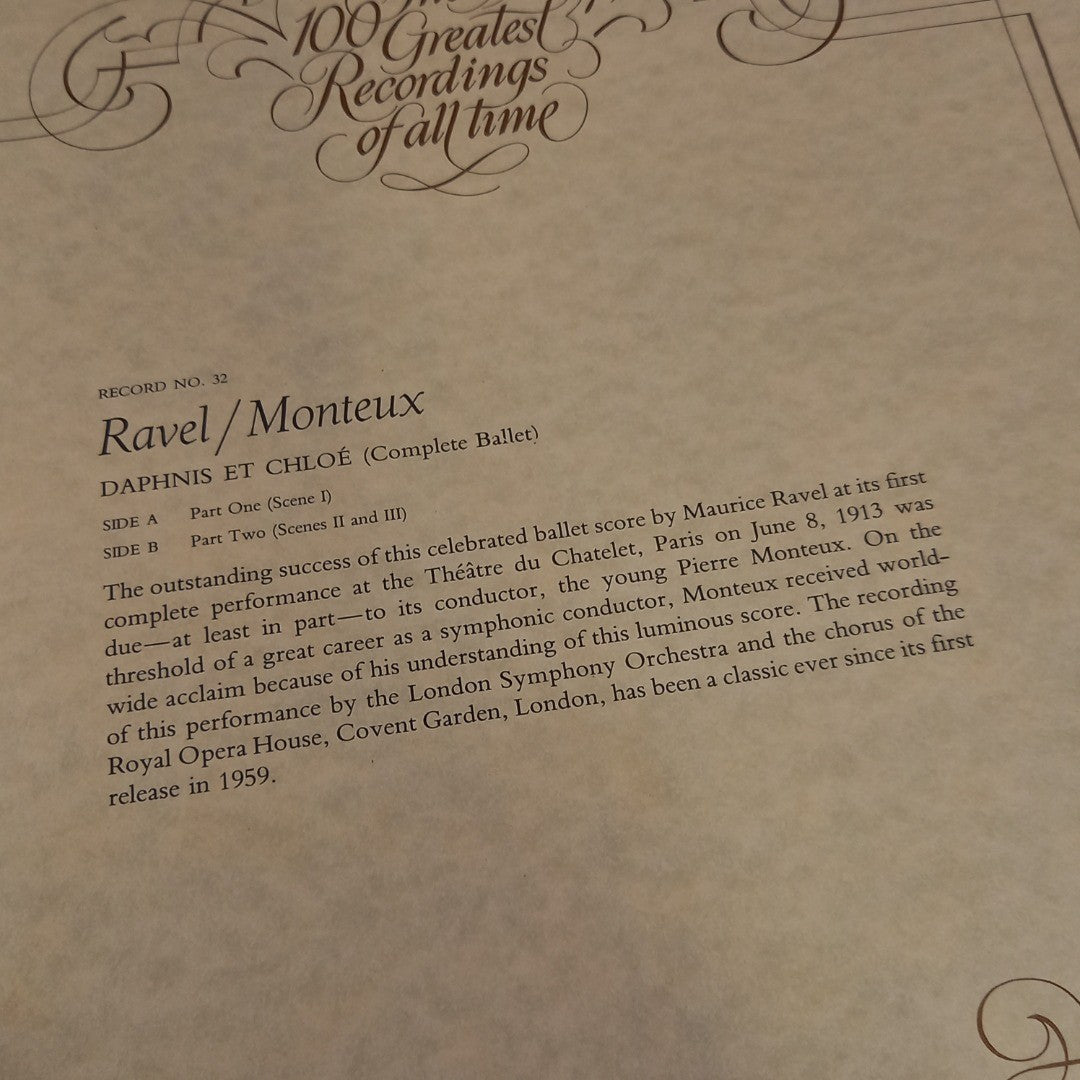 100 Greatest
Recordings
of all time
RECORD NO. 32
Ravel / Monteux
DAPHNIS ET CHLOÉ (Complete Ballet)
SIDE A Part One (Scene I)
SIDE B Part Two (Scenes II and III)
The outstanding success of this celebrated ballet score by Maurice Ravel at its first
complete performance at the Théâtre du Chatelet, Paris on June 8, 1913 was
due—at least in part—to its conductor, the young Pierre Monteux. On the
threshold of a great career as a symphonic conductor, Monteux received world-
wide acclaim because of his understanding of this luminous score. The recording
of this performance by the London Symphony Orchestra and the chorus of the
Royal Opera House, Covent Garden, London, has been a classic ever since its first
release in 1959.